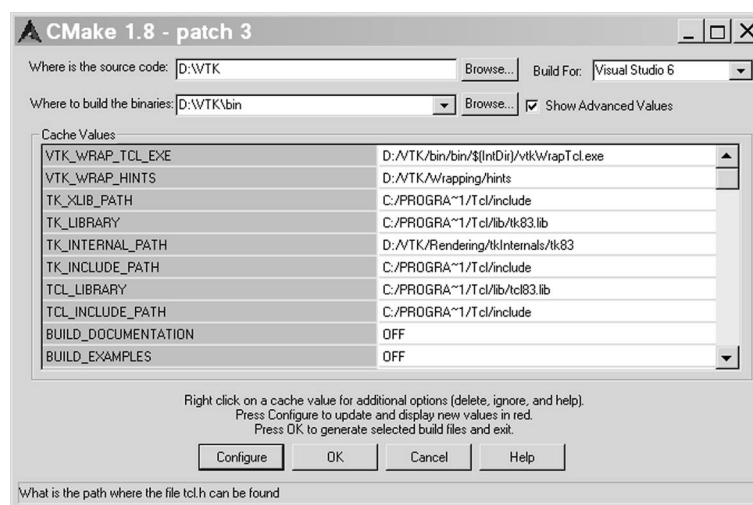 CMake 1.8 - patch 3
Where is the source code: D:\VTK Browse... Build For: Visual Studio 6
Where to build the binaries: D:\VTK\bin Browse... Show Advanced Values
Cache Values
VTK_WRAP_TCL_EXE D:/VTK/bin/bin/$(IntDir)/vtkWrapTcl.exe
VTK_WRAP_HINTS D:/VTK/Wrapping/hints
TK_XLIB_PATH C:/PROGRA~1/Tcl/include
TK_LIBRARY C:/PROGRA~1/Tcl/lib/tk83.lib
TK_INTERNAL_PATH D:/VTK/Rendering/tkInternals/tk83
TK_INCLUDE_PATH C:/PROGRA~1/Tcl/include
TCL_LIBRARY C:/PROGRA~1/Tcl/lib/tcl83.lib
TCL_INCLUDE_PATH C:/PROGRA~1/Tcl/include
BUILD_DOCUMENTATION OFF
BUILD_EXAMPLES OFF
Right click on a cache value for additional options (delete, ignore, and help).
Press Configure to update and display new values in red.
Press OK to generate selected build files and exit.
Configure OK Cancel Help
What is the path where the file tcl.h can be found